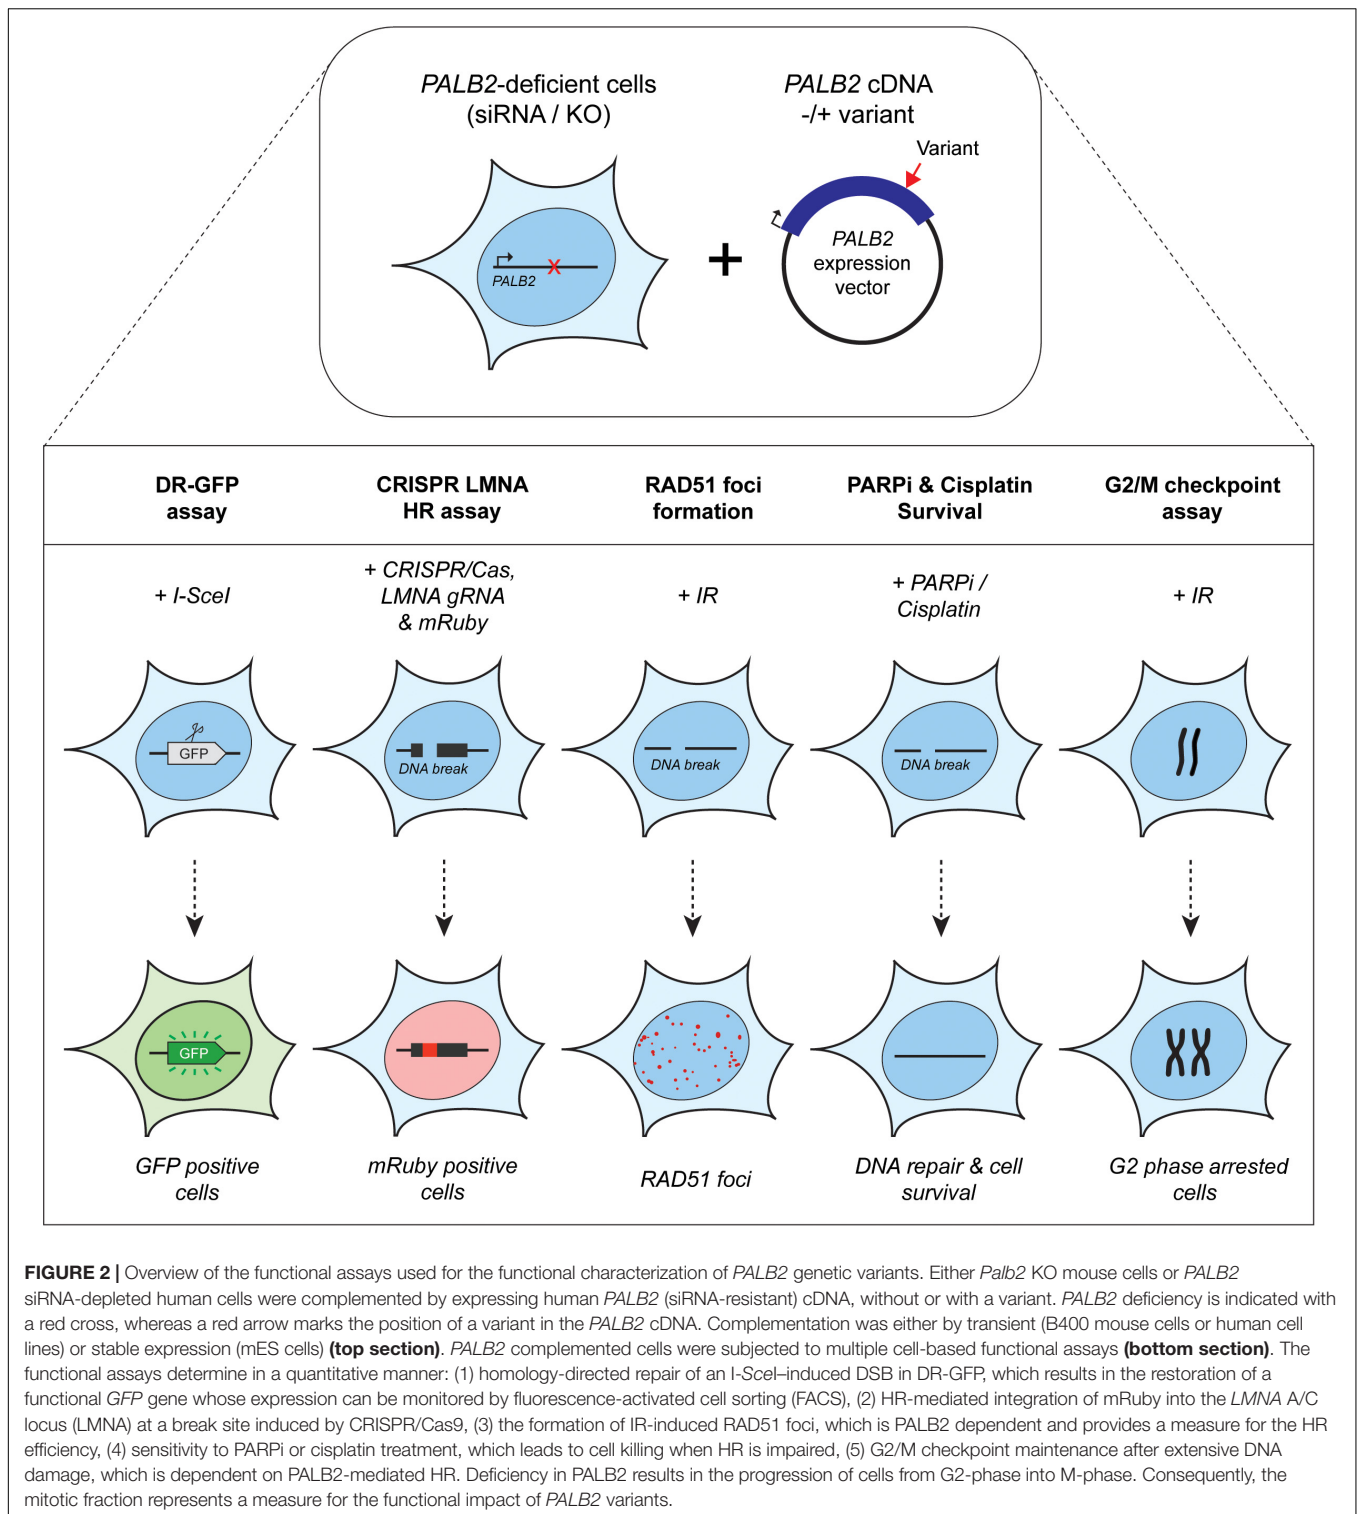 PALB2-deficient cells
(siRNA / KO)
PALB2 cDNA
-/+ variant
Variant
PALB2
+
PALB2
expression
vector
DR-GFP
assay
CRISPR LMNA
HR assay
RAD51 foci
formation
PARPi & Cisplatin
Survival
G2/M checkpoint
assay
+ I-SceI
+ CRISPR/Cas,
LMNA gRNA
& mRuby
+ IR
+ PARPi /
Cisplatin
+ IR
GFP
DNA break
DNA break
DNA break
GFP
GFP positive
cells
mRuby positive
cells
RAD51 foci
DNA repair & cell
survival
G2 phase arrested
cells
FIGURE 2 | Overview of the functional assays used for the functional characterization of PALB2 genetic variants. Either Palb2 KO mouse cells or PALB2
siRNA-depleted human cells were complemented by expressing human PALB2 (siRNA-resistant) cDNA, without or with a variant. PALB2 deficiency is indicated with
a red cross, whereas a red arrow marks the position of a variant in the PALB2 cDNA. Complementation was either by transient (B400 mouse cells or human cell
lines) or stable expression (mES cells) (top section). PALB2 complemented cells were subjected to multiple cell-based functional assays (bottom section). The
functional assays determine in a quantitative manner: (1) homology-directed repair of an I-SceI–induced DSB in DR-GFP, which results in the restoration of a
functional GFP gene whose expression can be monitored by fluorescence-activated cell sorting (FACS), (2) HR-mediated integration of mRuby into the LMNA A/C
locus (LMNA) at a break site induced by CRISPR/Cas9, (3) the formation of IR-induced RAD51 foci, which is PALB2 dependent and provides a measure for the HR
efficiency, (4) sensitivity to PARPi or cisplatin treatment, which leads to cell killing when HR is impaired, (5) G2/M checkpoint maintenance after extensive DNA
damage, which is dependent on PALB2-mediated HR. Deficiency in PALB2 results in the progression of cells from G2-phase into M-phase. Consequently, the
mitotic fraction represents a measure for the functional impact of PALB2 variants.